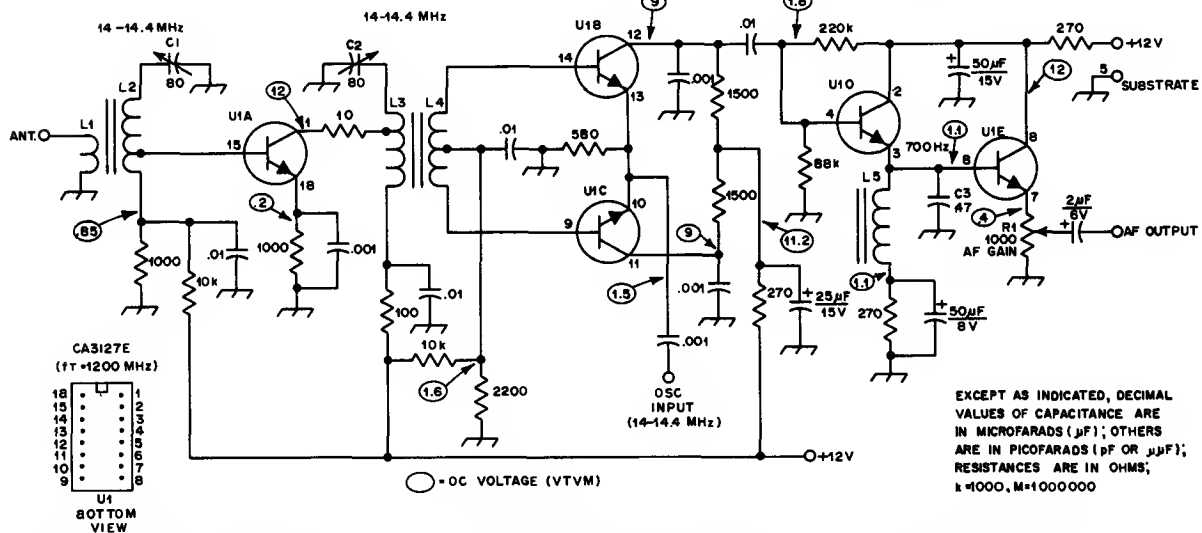 14-14.4 MHz
C1
80
L2
L1
ANT.
U1A
15
12
1
18
.2
.85
1000
10k
.01
1000
.001
10
14-14.4 MHz
C2
80
L3
L4
.01
100
10k
1.6
2200
.01
580
U1B
14
12
13
9
.001
U1C
9
10
11
1.5
.001
OSC
INPUT
(14-14.4 MHz)
1500
1500
9
.001
11.2
270
25µF
15V
+12V
.01
1.6
220k
88k
U1D
4
2
3
50µF
15V
270
+12V
5
SUBSTRATE
12
1.1
700 Hz
U1E
6
8
7
L5
C3
.47
.4
R1
1000
AF GAIN
2µF
6V
AF OUTPUT
1.1
270
50µF
8V
CA3127E
(fT=1200 MHz)
18
15
14
13
12
11
10
9
1
2
3
4
5
6
7
8
U1
BOTTOM
VIEW
= DC VOLTAGE (VTVM)
EXCEPT AS INDICATED, DECIMAL
VALUES OF CAPACITANCE ARE
IN MICROFARADS (µF); OTHERS
ARE IN PICOFARADS (pF OR µµF);
RESISTANCES ARE IN OHMS;
k=1000, M=1000000